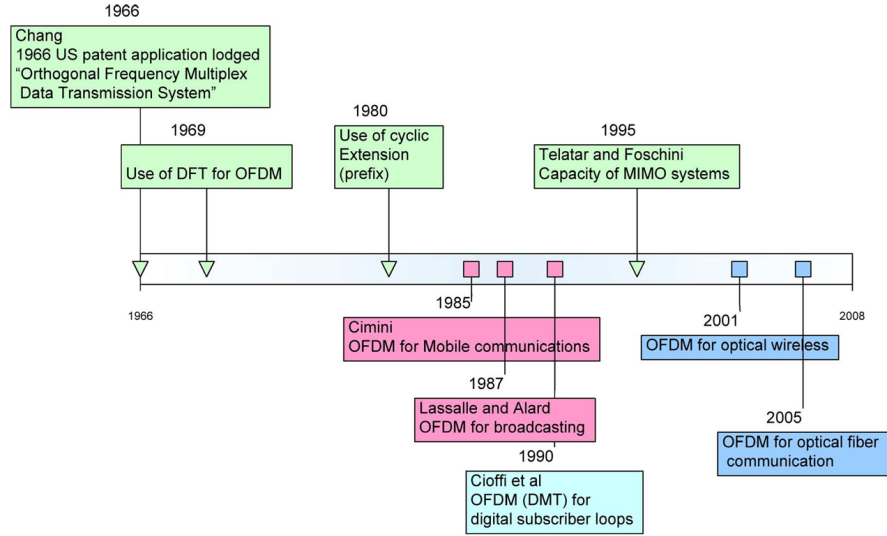 1966
Chang
1966 US patent application lodged
“Orthogonal Frequency Multiplex
Data Transmission System”
1969
Use of DFT for OFDM
1980
Use of cyclic
Extension
(prefix)
1995
Telatar and Foschini
Capacity of MIMO systems
1966
2008
1985
Cimini
OFDM for Mobile communications
1987
Lassalle and Alard
OFDM for broadcasting
1990
Cioffi et al
OFDM (DMT) for
digital subscriber loops
2001
OFDM for optical wireless
2005
OFDM for optical fiber
communication